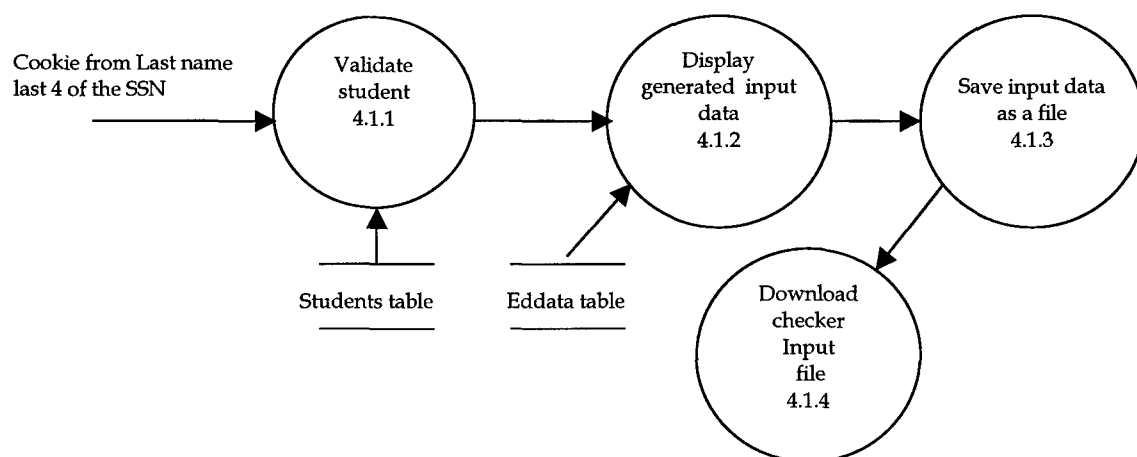 Cookie from Last name
last 4 of the SSN
Validate
student
4.1.1
Display
generated input
data
4.1.2
Save input data
as a file
4.1.3
Students table
Eddata table
Download
checker
Input
file
4.1.4